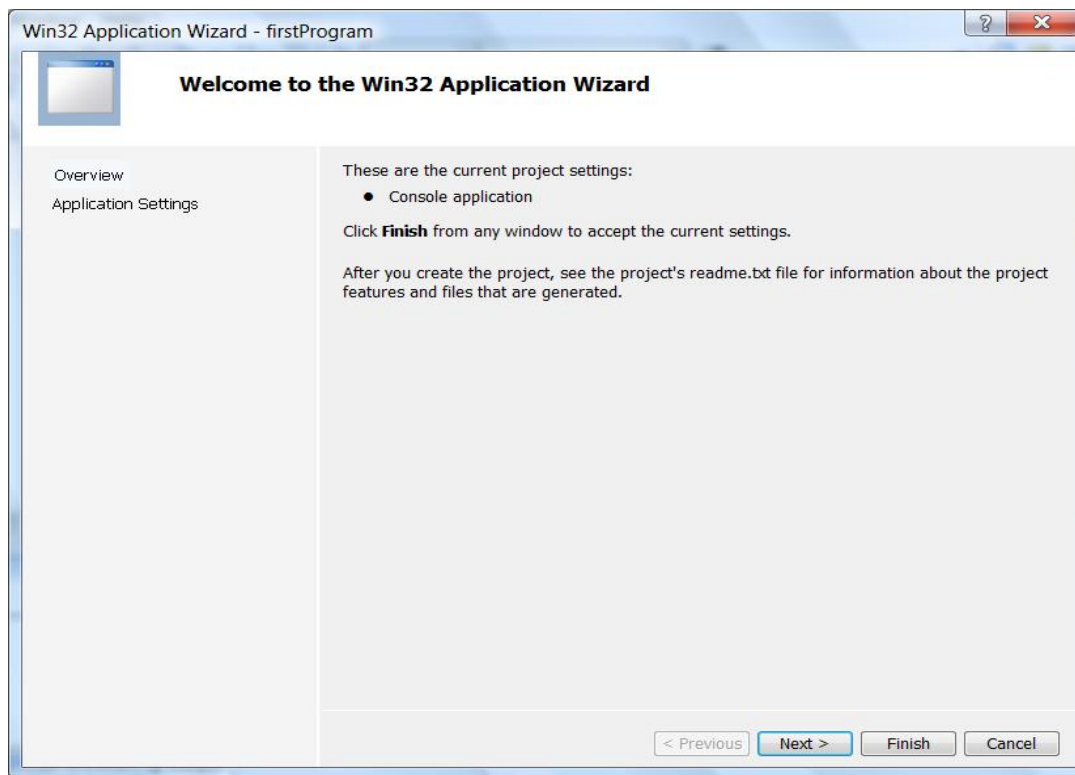 Win32 Application Wizard - firstProgram
Welcome to the Win32 Application Wizard
Overview
Application Settings
These are the current project settings:
Console application
Click Finish from any window to accept the current settings.
After you create the project, see the project's readme.txt file for information about the project
features and files that are generated.
< Previous
Next >
Finish
Cancel